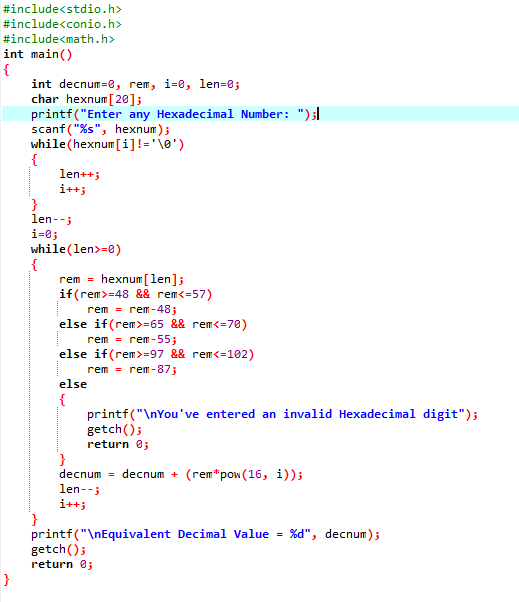 #include<stdio.h>
#include<conio.h>
#include<math.h>
int main()
{
    int decnum=0, rem, i=0, len=0;
    char hexnum[20];
    printf("Enter any Hexadecimal Number: ");
    scanf("%s", hexnum);
    while(hexnum[i]!='\0')
    {
        len++;
        i++;
    }
    len--;
    i=0;
    while(len>=0)
    {
        rem = hexnum[len];
        if(rem>=48 && rem<=57)
            rem = rem-48;
        else if(rem>=65 && rem<=70)
            rem = rem-55;
        else if(rem>=97 && rem<=102)
            rem = rem-87;
        else
        {
            printf("\nYou've entered an invalid Hexadecimal digit");
            getch();
            return 0;
        }
        decnum = decnum + (rem*pow(16, i));
        len--;
        i++;
    }
    printf("\nEquivalent Decimal Value = %d", decnum);
    getch();
    return 0;
}